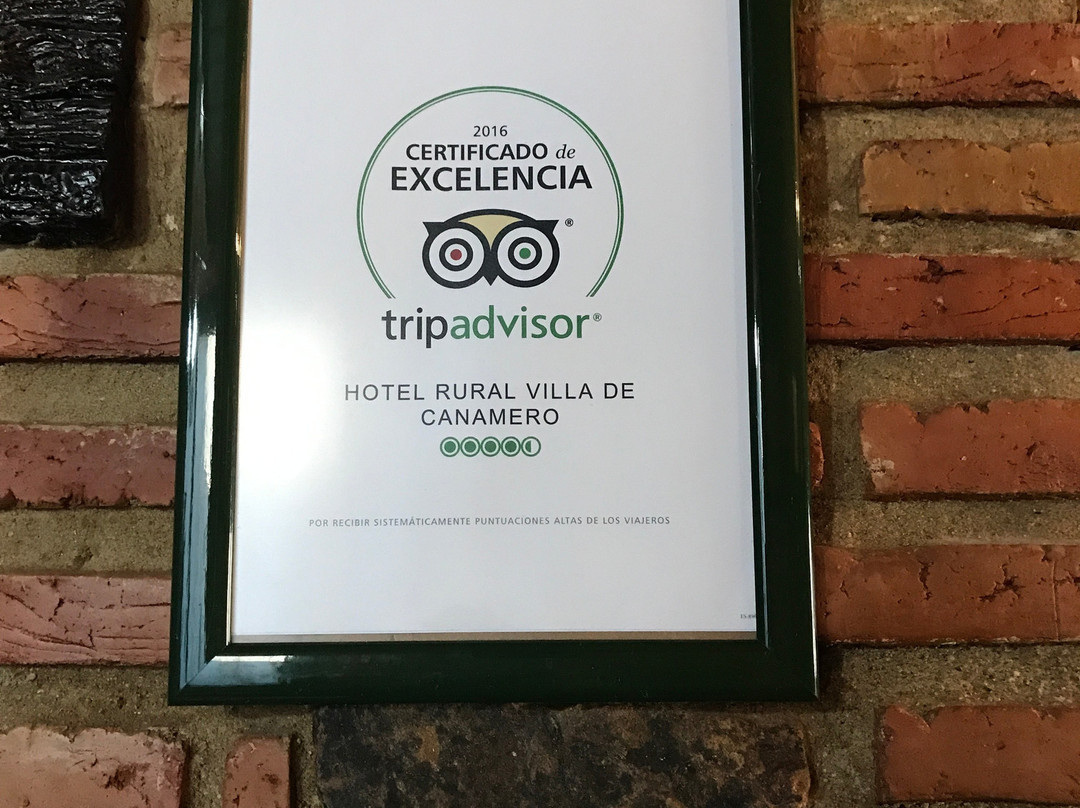 2016
CERTIFICADO de
EXCELENCIA
®
tripadvisor®
HOTEL RURAL VILLA DE
CANAMERO
POR RECIBIR SISTEMÁTICAMENTE PUNTUACIONES ALTAS DE LOS VIAJEROS